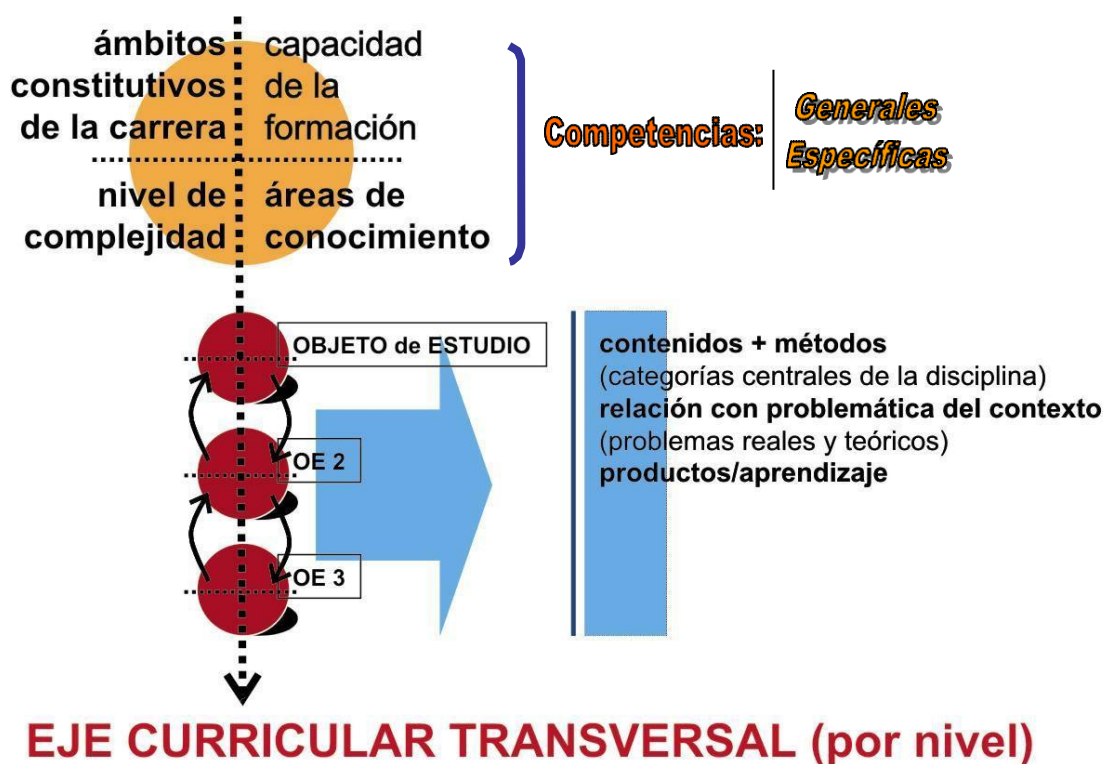 ámbitos
constitutivos
de la carrera
capacidad
de la
formación
nivel de
complejidad
áreas de
conocimiento
Competencias:
Generales
Específicas
OBJETO de ESTUDIO
OE 2
OE 3
contenidos + métodos
(categorías centrales de la disciplina)
relación con problemática del contexto
(problemas reales y teóricos)
productos/aprendizaje
EJE CURRICULAR TRANSVERSAL (por nivel)